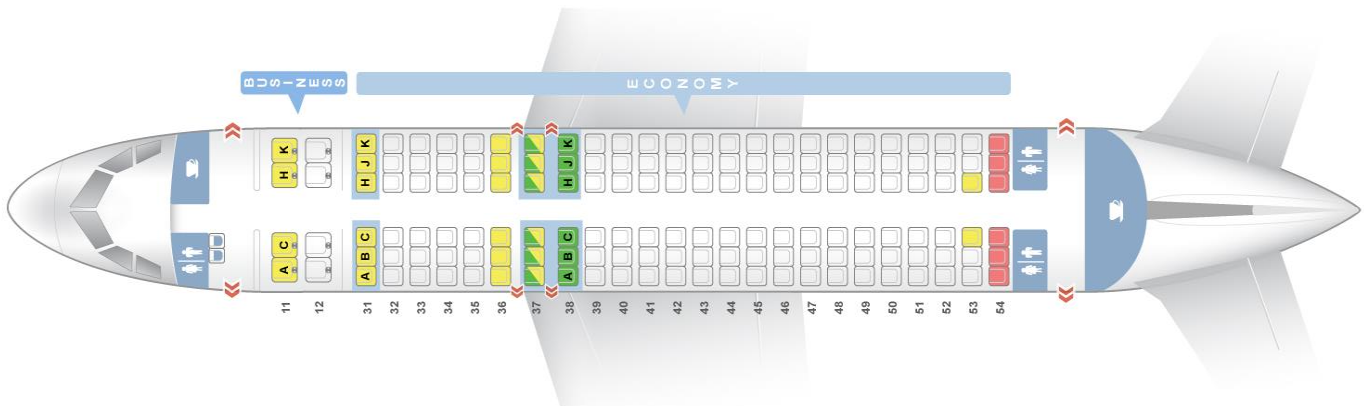 BUSINESS
ECONOMY
K K K
J J
H H H
C C C
B B
A A A
11 12 31 32 33 34 35 36 37 38 39 40 41 42 43 44 45 46 47 48 49 50 51 52 53 54